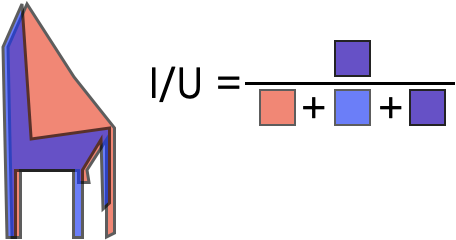 I/U =
+ +